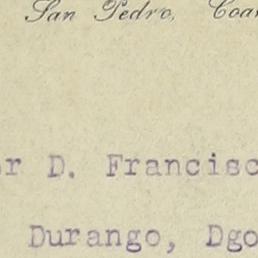 San Pedro, Coa
r D. Francisc
Durango, Dgo